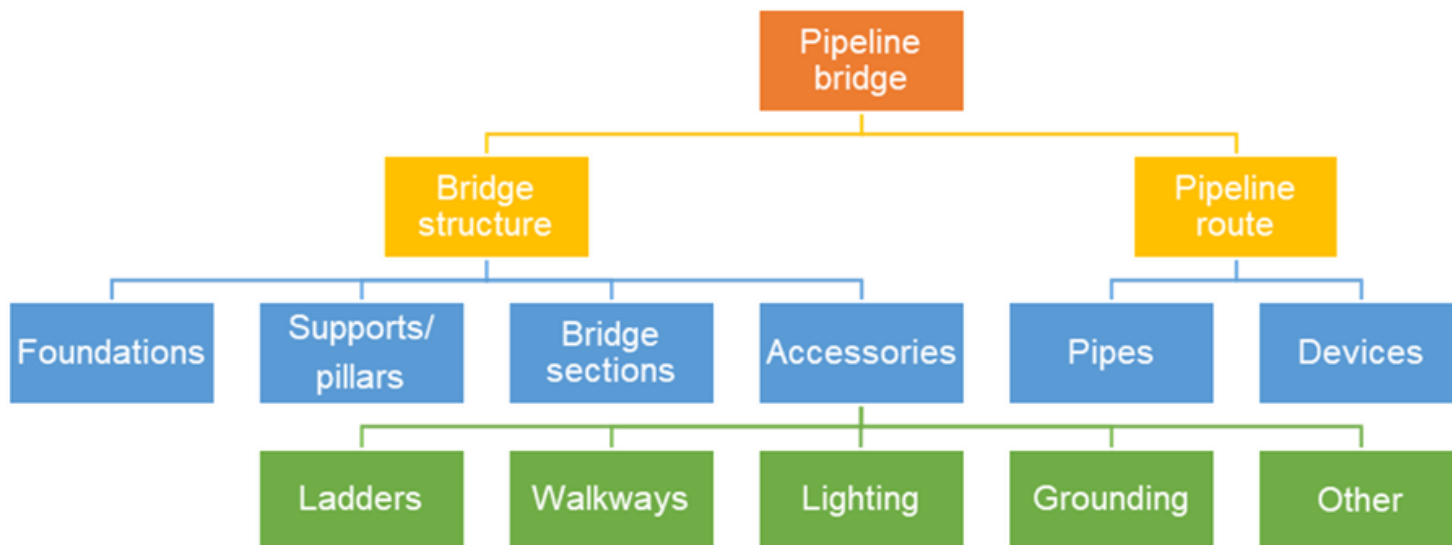 Pipeline
bridge
Bridge
structure
Pipeline
route
Foundations
Supports/
pillars
Bridge
sections
Accessories
Pipes
Devices
Ladders
Walkways
Lighting
Grounding
Other